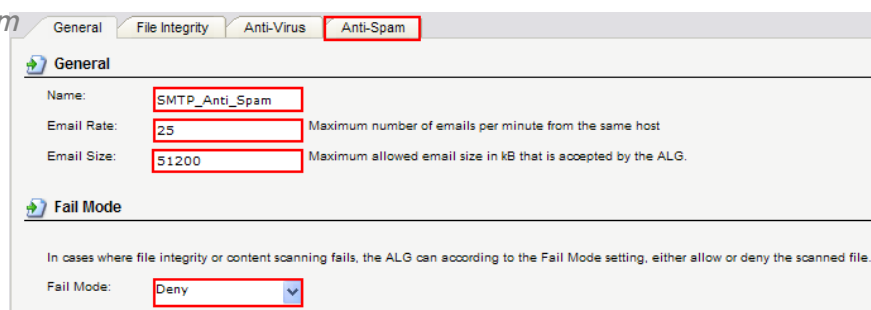 m
General File Integrity Anti-Virus Anti-Spam
General
Name: SMTP_Anti_Spam
Email Rate: 25 Maximum number of emails per minute from the same host
Email Size: 51200 Maximum allowed email size in kB that is accepted by the ALG.
Fail Mode
In cases where file integrity or content scanning fails, the ALG can according to the Fail Mode setting, either allow or deny the scanned file.
Fail Mode: Deny